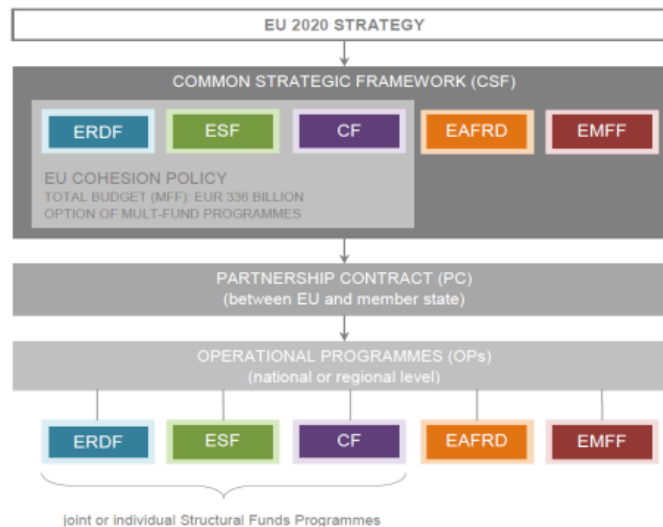 EU 2020 STRATEGY
COMMON STRATEGIC FRAMEWORK (CSF)
ERDF ESF CF EAFRD EMFF
EU COHESION POLICY
TOTAL BUDGET (MFF): EUR 336 BILLION
OPTION OF MULT-FUND PROGRAMMES
PARTNERSHIP CONTRACT (PC)
(between EU and member state)
OPERATIONAL PROGRAMMES (OPs)
(national or regional level)
ERDF ESF CF EAFRD EMFF
joint or individual Structural Funds Programmes